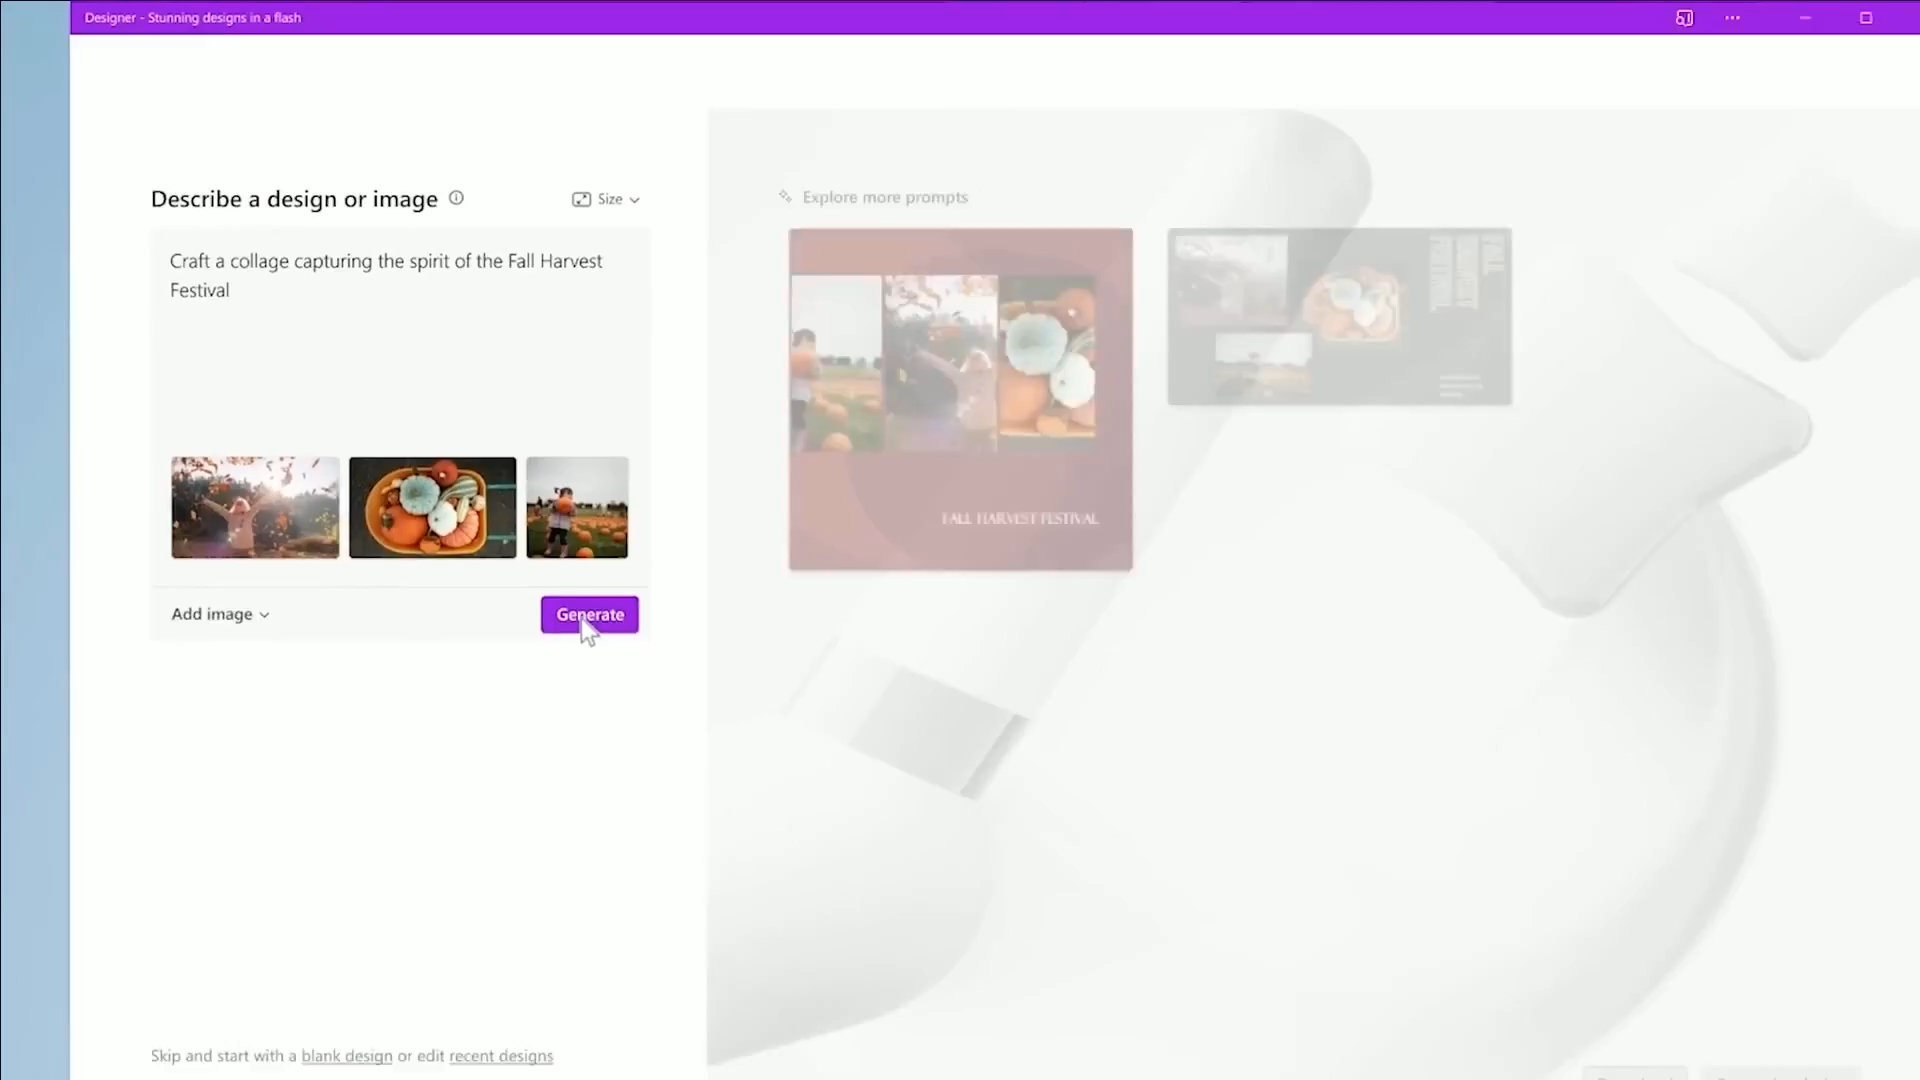 Designer - Stunning designs in a flash
Describe a design or image
Size
Explore more prompts
Craft a collage capturing the spirit of the Fall Harvest
Festival
FALL HARVEST FESTIVAL
Add image
Generate
Skip and start with a blank design or edit recent designs